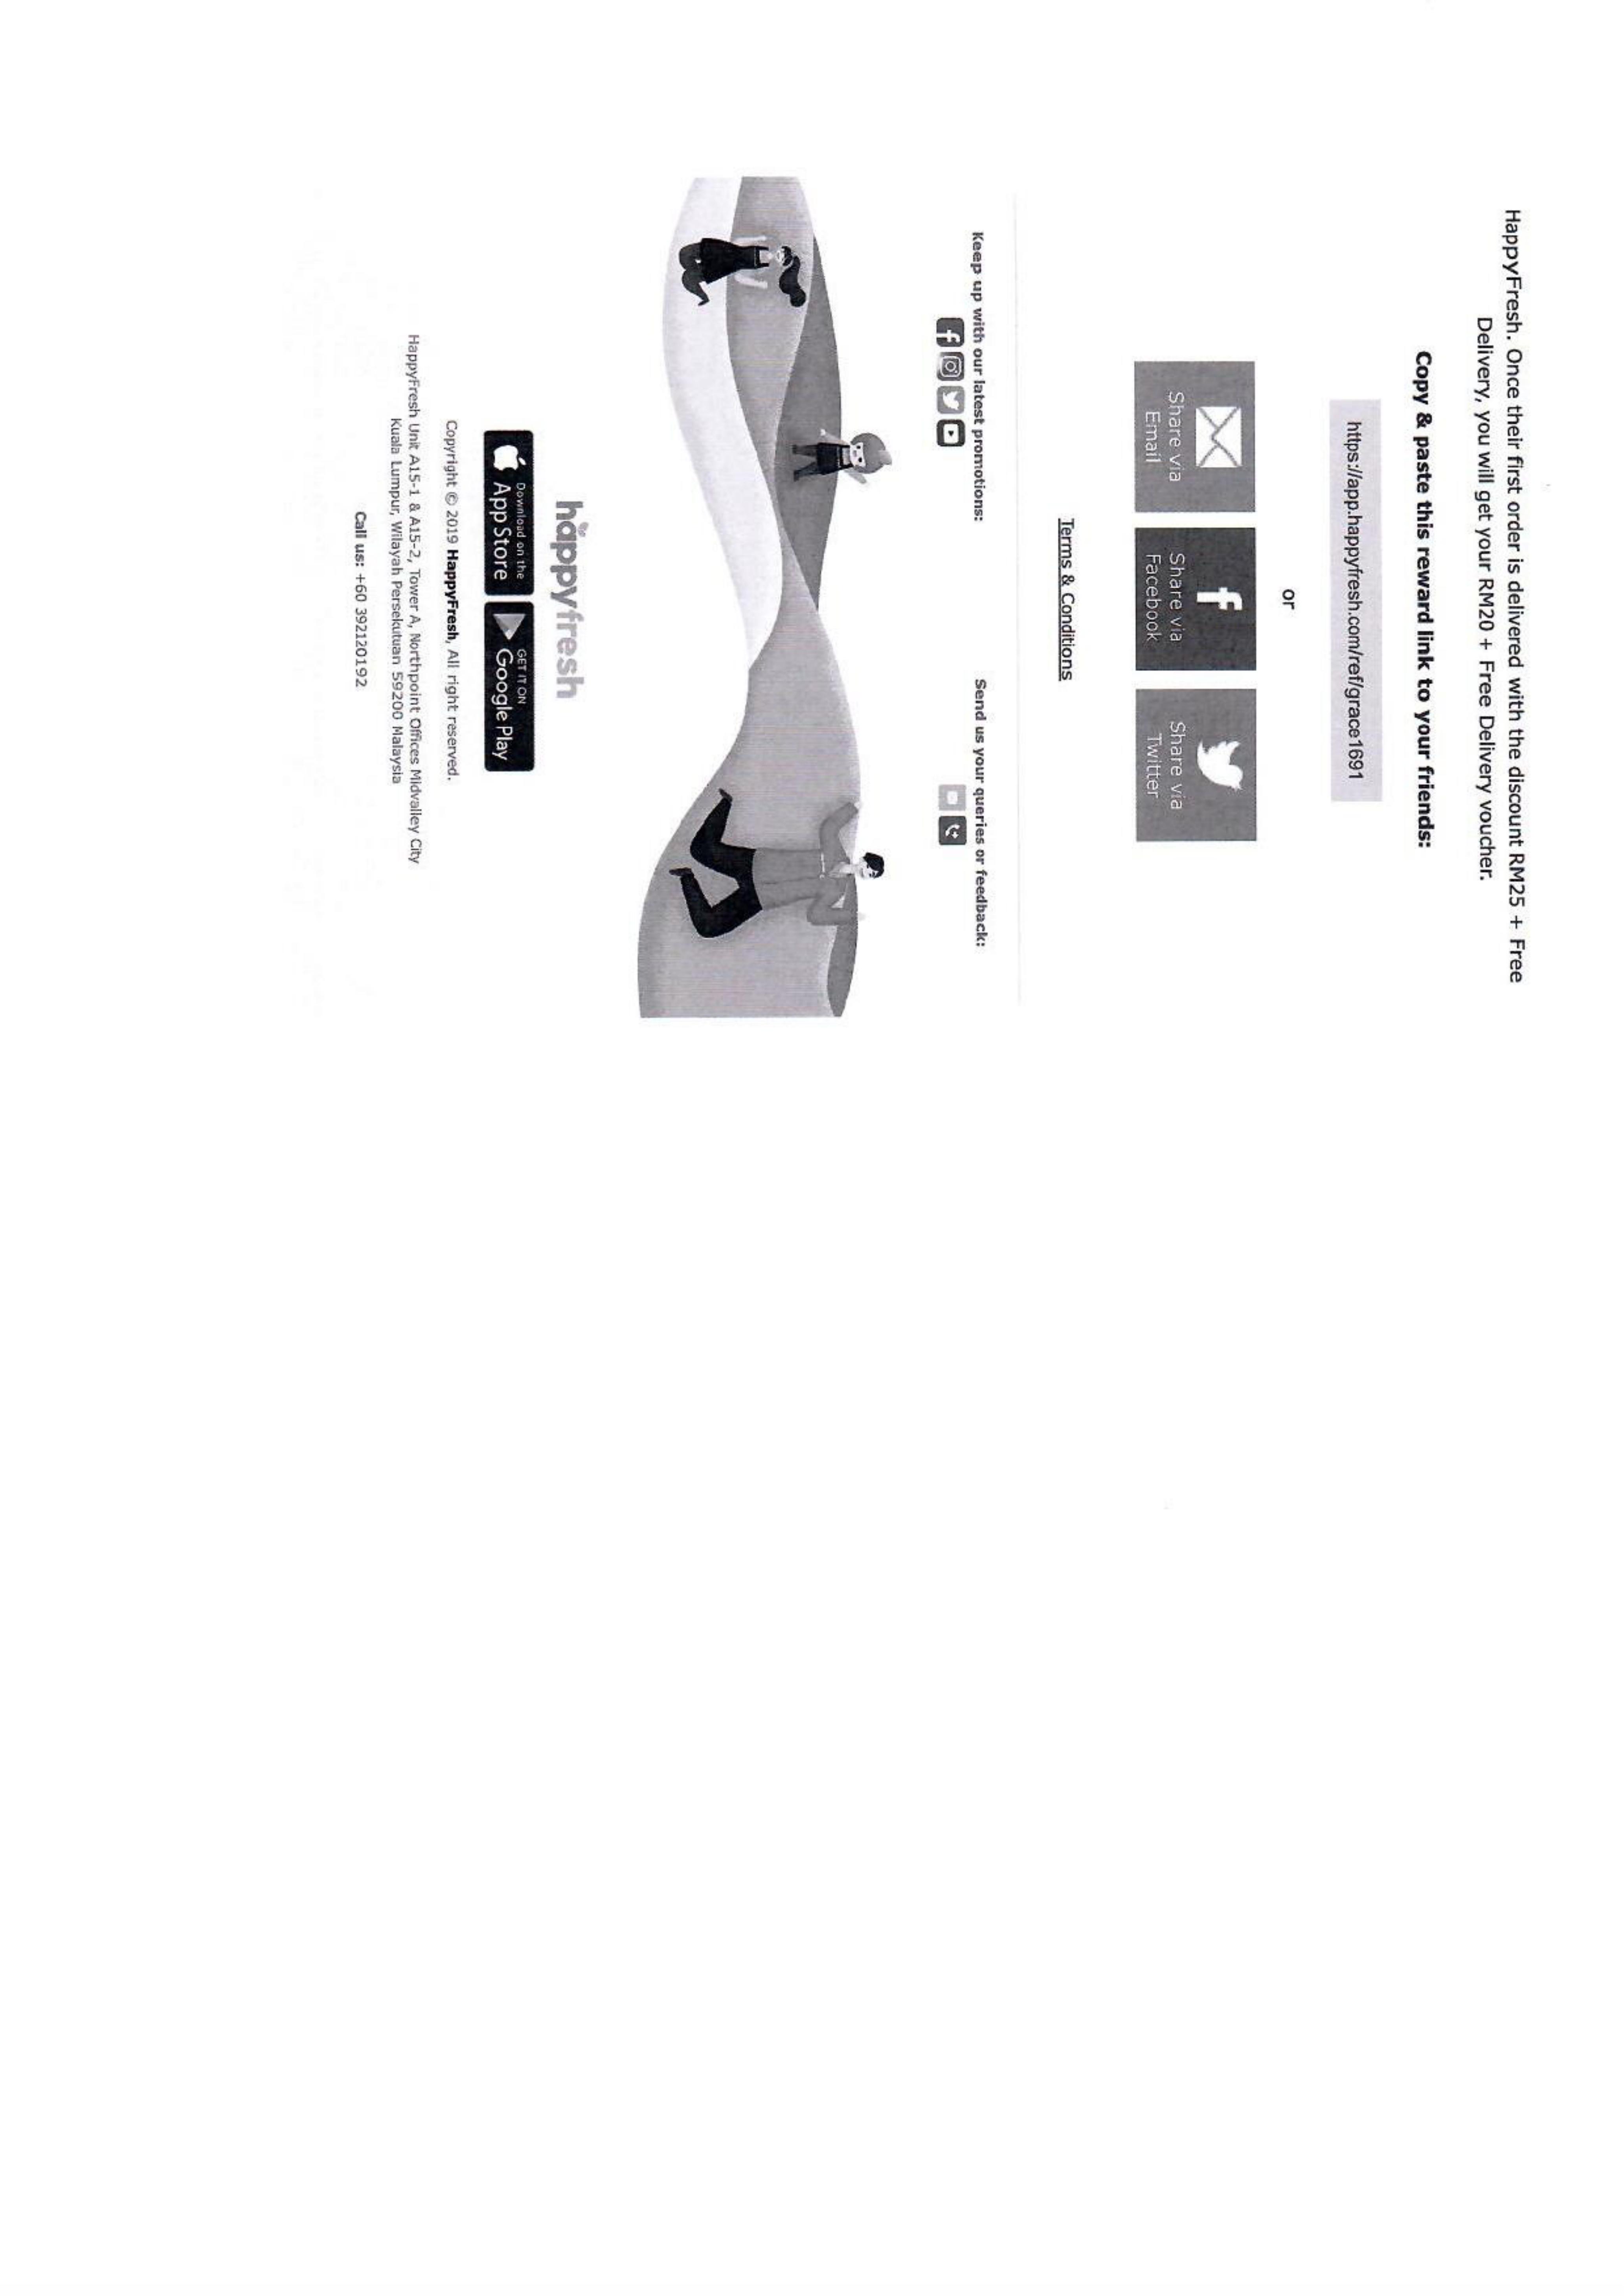 HappyFresh. Once their first order is delivered with the discount RM25 + Free
Delivery, you will get your RM20 + Free Delivery voucher.
Copy & paste this reward link to your friends:
https://app.happyfresh.com/ref/grace1691
or
Share via
Email
Share via
Facebook
Share via
Twitter
Terms & Conditions
Keep up with our latest promotions:
Send us your queries or feedback:
happyfresh
Download on the
App Store
GET IT ON
Google Play
Copyright © 2019 HappyFresh, All right reserved.
HappyFresh Unit A15-1 & A15-2, Tower A, Northpoint Offices Midvalley City
Kuala Lumpur, Wilayah Persekutuan 59200 Malaysia
Call us: +60 392120192